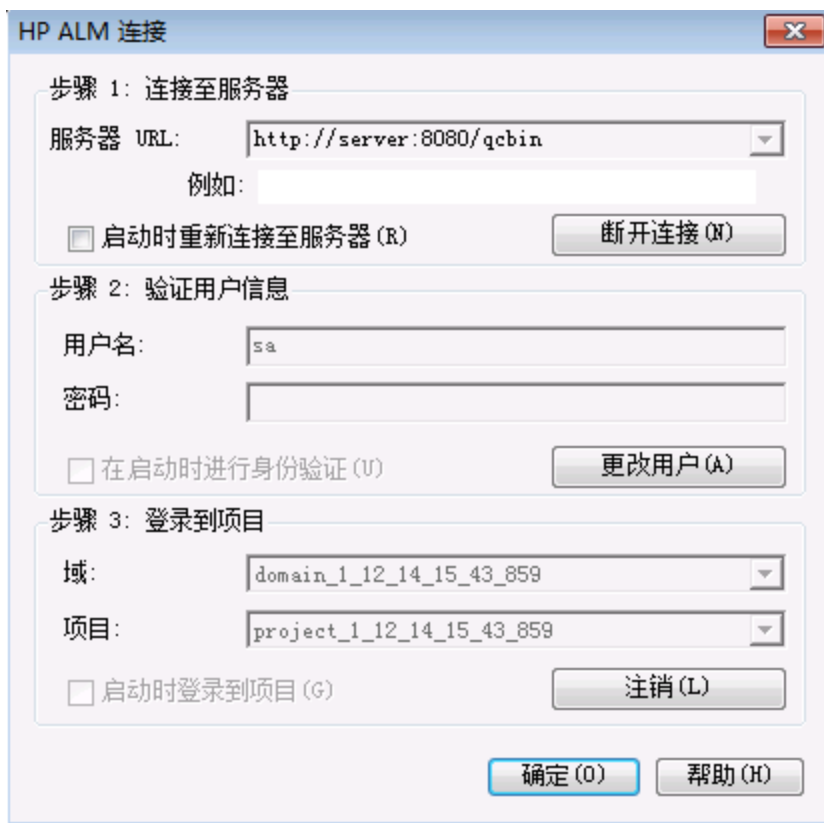 HP ALM 连接
步骤 1: 连接至服务器
服务器 URL: http://server:8080/qcbin
例如:
启动时重新连接至服务器(R) 断开连接(N)
步骤 2: 验证用户信息
用户名: sa
密码:
在启动时进行身份验证(U) 更改用户(A)
步骤 3: 登录到项目
域: domain_1_12_14_15_43_859
项目: project_1_12_14_15_43_859
启动时登录到项目(G) 注销(L)
确定(O) 帮助(H)